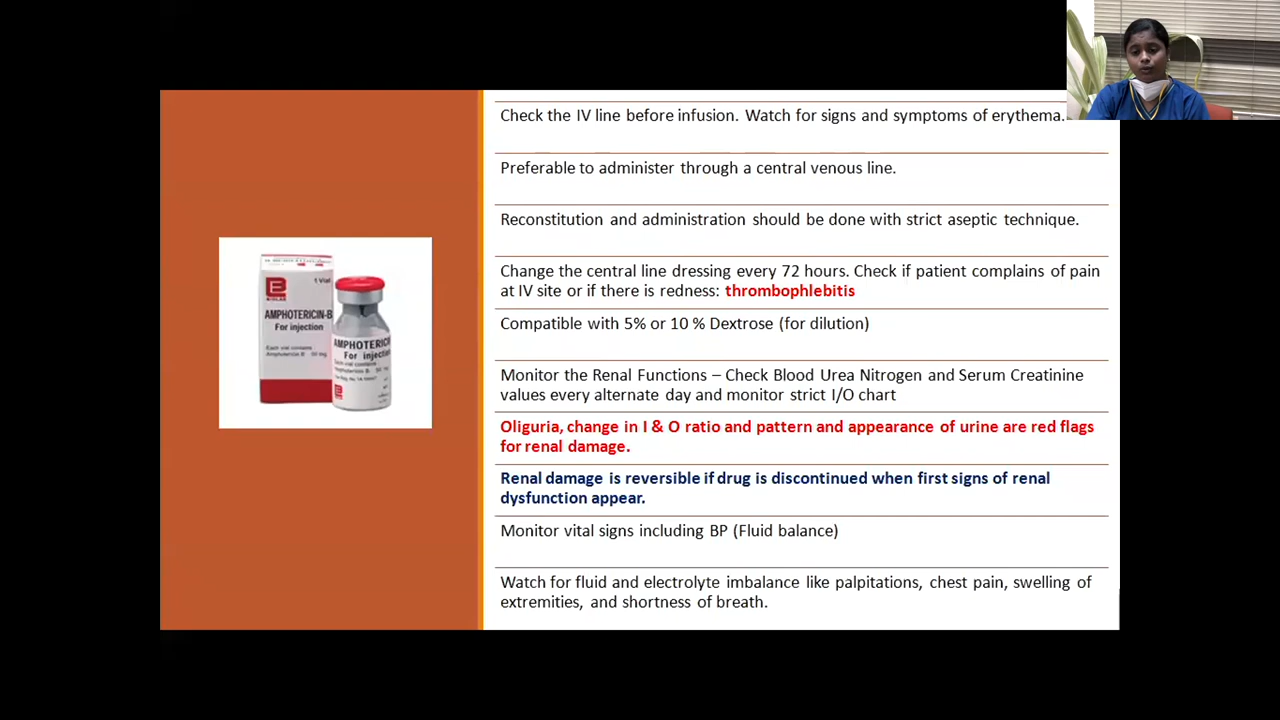 Check the IV line before infusion. Watch for signs and symptoms of erythema.
Preferable to administer through a central venous line.
Reconstitution and administration should be done with strict aseptic technique.
Change the central line dressing every 72 hours. Check if patient complains of pain
at IV site or if there is redness: thrombophlebitis
Compatible with 5% or 10 % Dextrose (for dilution)
Monitor the Renal Functions – Check Blood Urea Nitrogen and Serum Creatinine
values every alternate day and monitor strict I/O chart
Oliguria, change in I & O ratio and pattern and appearance of urine are red flags
for renal damage.
Renal damage is reversible if drug is discontinued when first signs of renal
dysfunction appear.
Monitor vital signs including BP (Fluid balance)
Watch for fluid and electrolyte imbalance like palpitations, chest pain, swelling of
extremities, and shortness of breath.
1 Vial
AMPHOTERICIN-B
For injection
Each vial contains
Amphotericin B 50 mg
AMPHOTERICIN
For injection